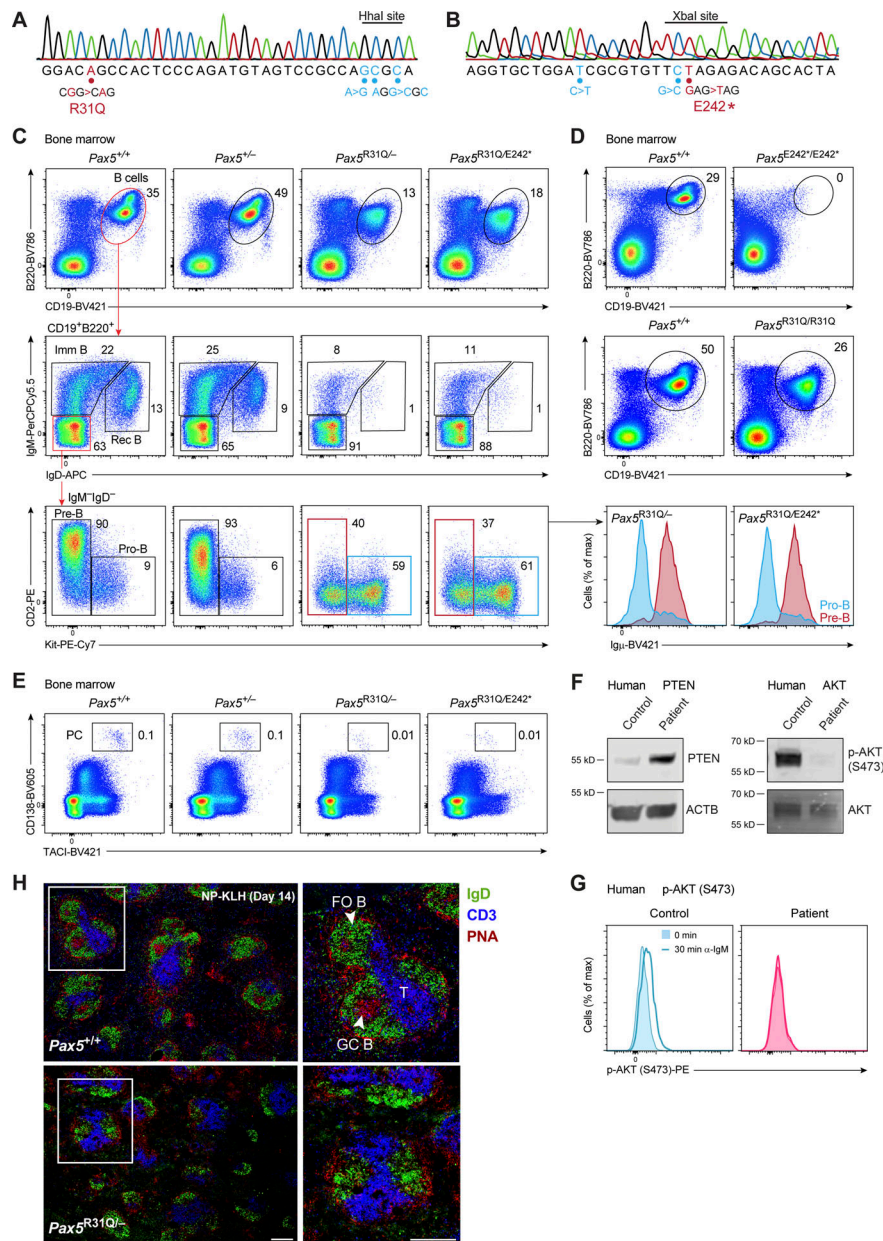 A
HhaI site
GGACAGCCACTCCCAGATGTAGTCCGCCAGCGCA
CGG>CAG
A>G AGG>CGC
R31Q
B
XbaI site
AGGTGCTGGATCGCGTGTTCTAGAGACAGCACTA
C>T G>C GAG>TAG
E242*
C
Bone marrow
Pax5+/+ Pax5+/– Pax5R31Q/– Pax5R31Q/E242*
B cells
35 49 13 18
B220-BV786
0
CD19-BV421
CD19+B220+
Imm B 22 25 8 11
13 9 1 1
Rec B
63 65 91 88
IgM-PerCPCy5.5
0
IgD-APC
IgM–IgD–
Pre-B
90 93 40 37
Pro-B
9 6 59 61
CD2-PE
0
Kit-PE-Cy7
D
Bone marrow
Pax5+/+ Pax5E242*/E242*
29 0
B220-BV786
0
CD19-BV421
Pax5+/+ Pax5R31Q/R31Q
50 26
B220-BV786
0
CD19-BV421
Pax5R31Q/– Pax5R31Q/E242*
Cells (% of max)
Pro-B
Pre-B
Igμ-BV421
E
Bone marrow
Pax5+/+ Pax5+/– Pax5R31Q/– Pax5R31Q/E242*
PC 0.1 0.1 0.01 0.01
CD138-BV605
0
TACI-BV421
F
Human PTEN
Control Patient
55 kD
PTEN
55 kD
ACTB
Human AKT
Control Patient
70 kD
55 kD
p-AKT
(S473)
70 kD
55 kD
AKT
H
NP-KLH (Day 14)
Pax5+/+
FO B
T
GC B
IgD
CD3
PNA
Pax5R31Q/–
G
Human p-AKT (S473)
Control Patient
0 min
30 min α-IgM
Cells (% of max)
p-AKT (S473)-PE